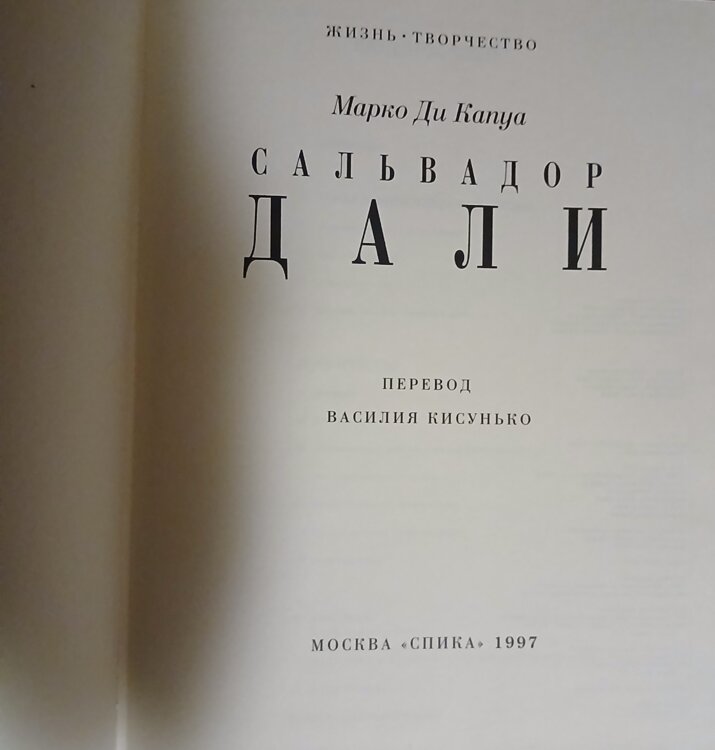 ЖИЗНЬ · ТВОРЧЕСТВО
Марко Ди Капуа
САЛЬВАДОР
ДАЛИ
ПЕРЕВОД
ВАСИЛИЯ КИСУНЬКО
МОСКВА «СПИКА» 1997